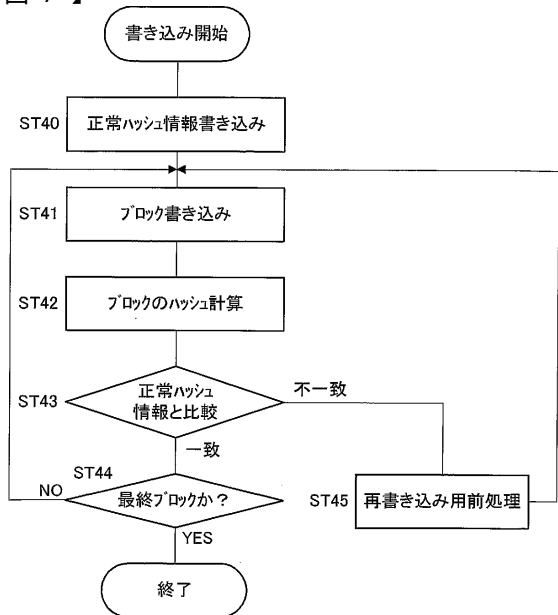 書き込み開始
ST40
正常ハッシュ情報書き込み
ST41
ブロック書き込み
ST42
ブロックのハッシュ計算
ST43
正常ハッシュ
情報と比較
不一致
一致
ST44
NO
最終ブロックか？
ST45
再書き込み用前処理
YES
終了